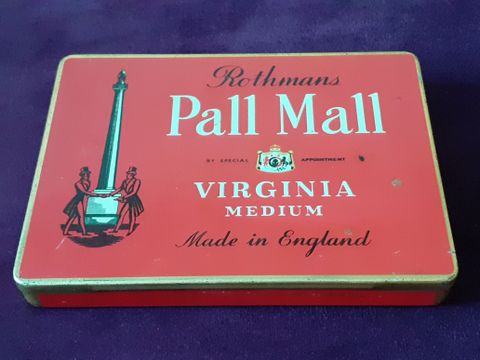 Rothmans
Pall Mall
BY SPECIAL APPOINTMENT
VIRGINIA
MEDIUM
Made in England